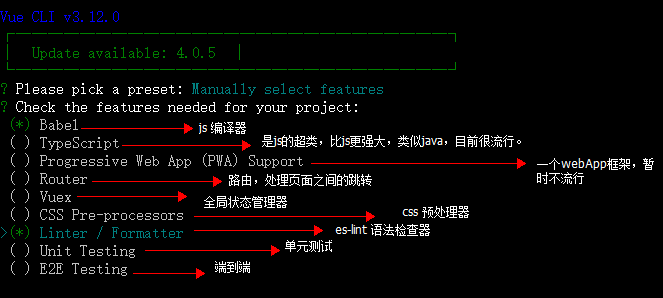 Vue CLI v3.12.0
Update available: 4.0.5
? Please pick a preset: Manually select features
? Check the features needed for your project:
(*) Babel js 编译器
( ) TypeScript 是js的超类，比js更强大，类似java，目前很流行。
( ) Progressive Web App (PWA) Support 一个webApp框架，暂
时不流行
( ) Router 路由，处理页面之间的跳转
( ) Vuex 全局状态管理器
( ) CSS Pre-processors css 预处理器
>(*) Linter / Formatter es-lint 语法检查器
( ) Unit Testing 单元测试
( ) E2E Testing 端到端